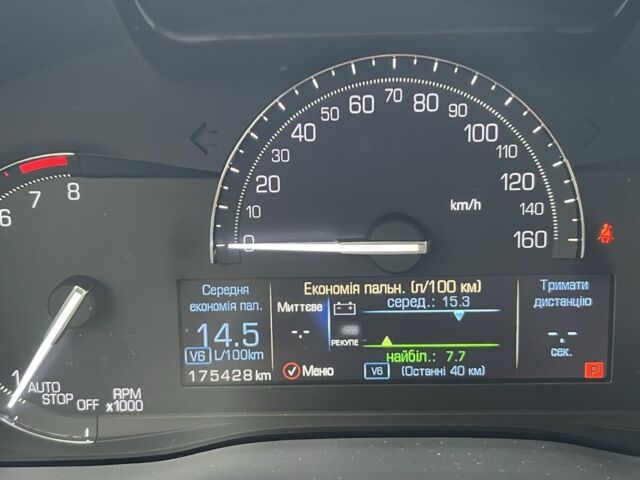 0
10
20
30
40
50
60
70
80
90
100
110
120
140
160
km/h
6
7
8
1
AUTO
STOP
OFF
RPM
x1000
Середня
економія пал.
14.5
V6 L/100km
175428 km
Економія пальн. (л/100 км)
Миттєве
-.-
серед.: 15.3
РЕКУПЕ
найбіл.: 7.7
Меню
V6 (Останні 40 км)
Тримати
дистанцію
-.-
сек.
P